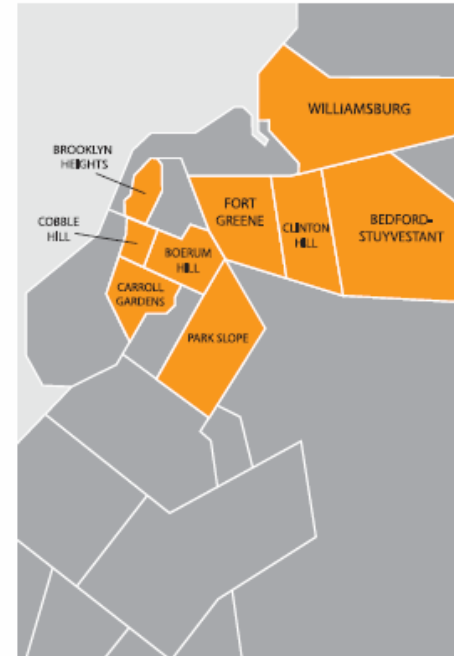 WILLIAMSBURG
BROOKLYN
HEIGHTS
FORT
GREENE
CLINTON
HILL
BEDFORD-
STUYVESANT
COBBLE
HILL
BOERUM
HILL
CARROLL
GARDENS
PARK SLOPE